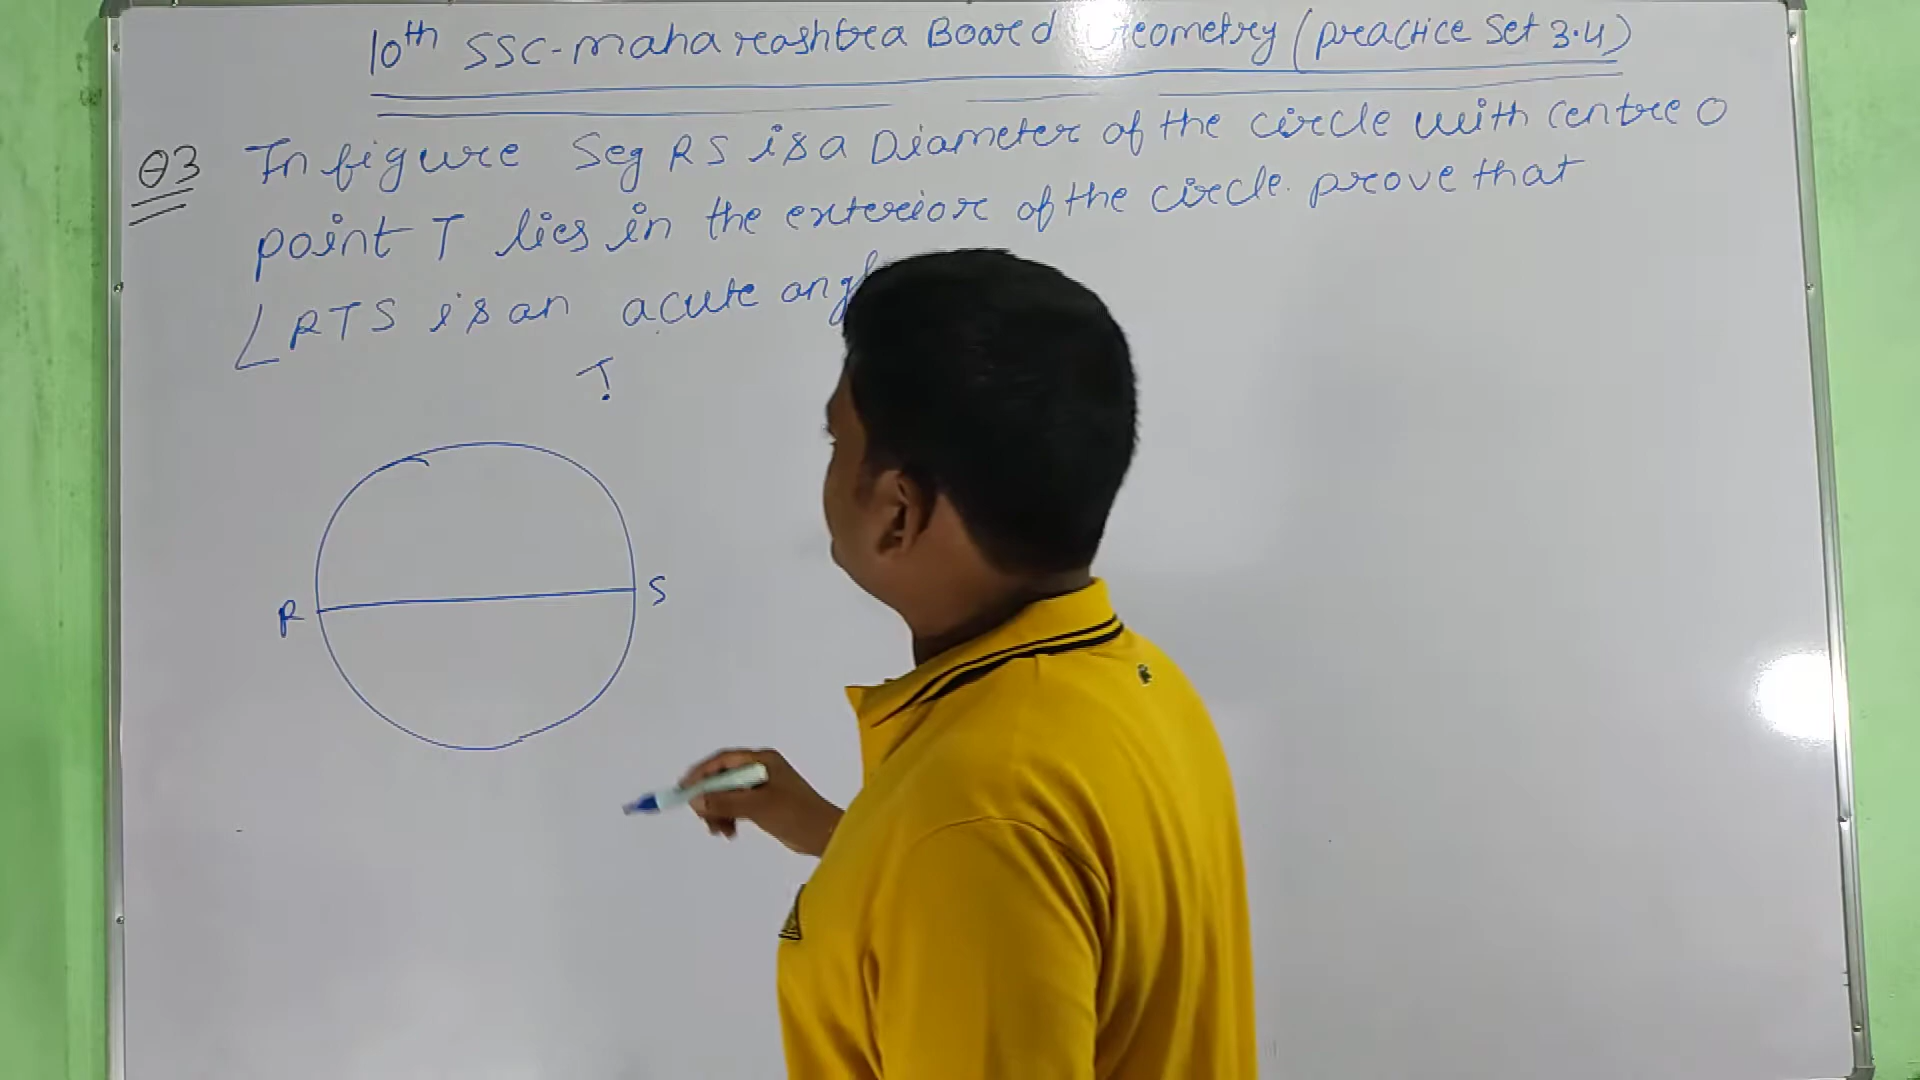 10th SSC-Maharashtra Board Geometry (practice set 3.4)
Q3 In figure Seg RS is a Diameter of the circle with centre O
point T lies in the exterior of the circle. prove that
∠RTS is an acute
T
R
S